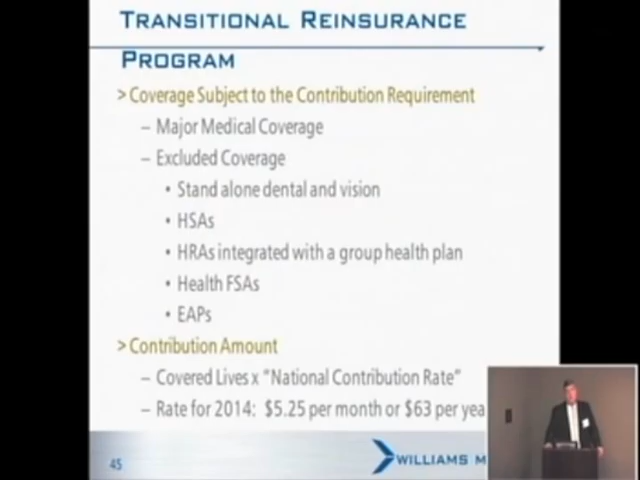 TRANSITIONAL REINSURANCE
PROGRAM
> Coverage Subject to the Contribution Requirement
– Major Medical Coverage
– Excluded Coverage
• Stand alone dental and vision
• HSAs
• HRAs integrated with a group health plan
• Health FSAs
• EAPs
> Contribution Amount
– Covered Lives x "National Contribution Rate"
– Rate for 2014: $5.25 per month or $63 per yea
45
WILLIAMS M